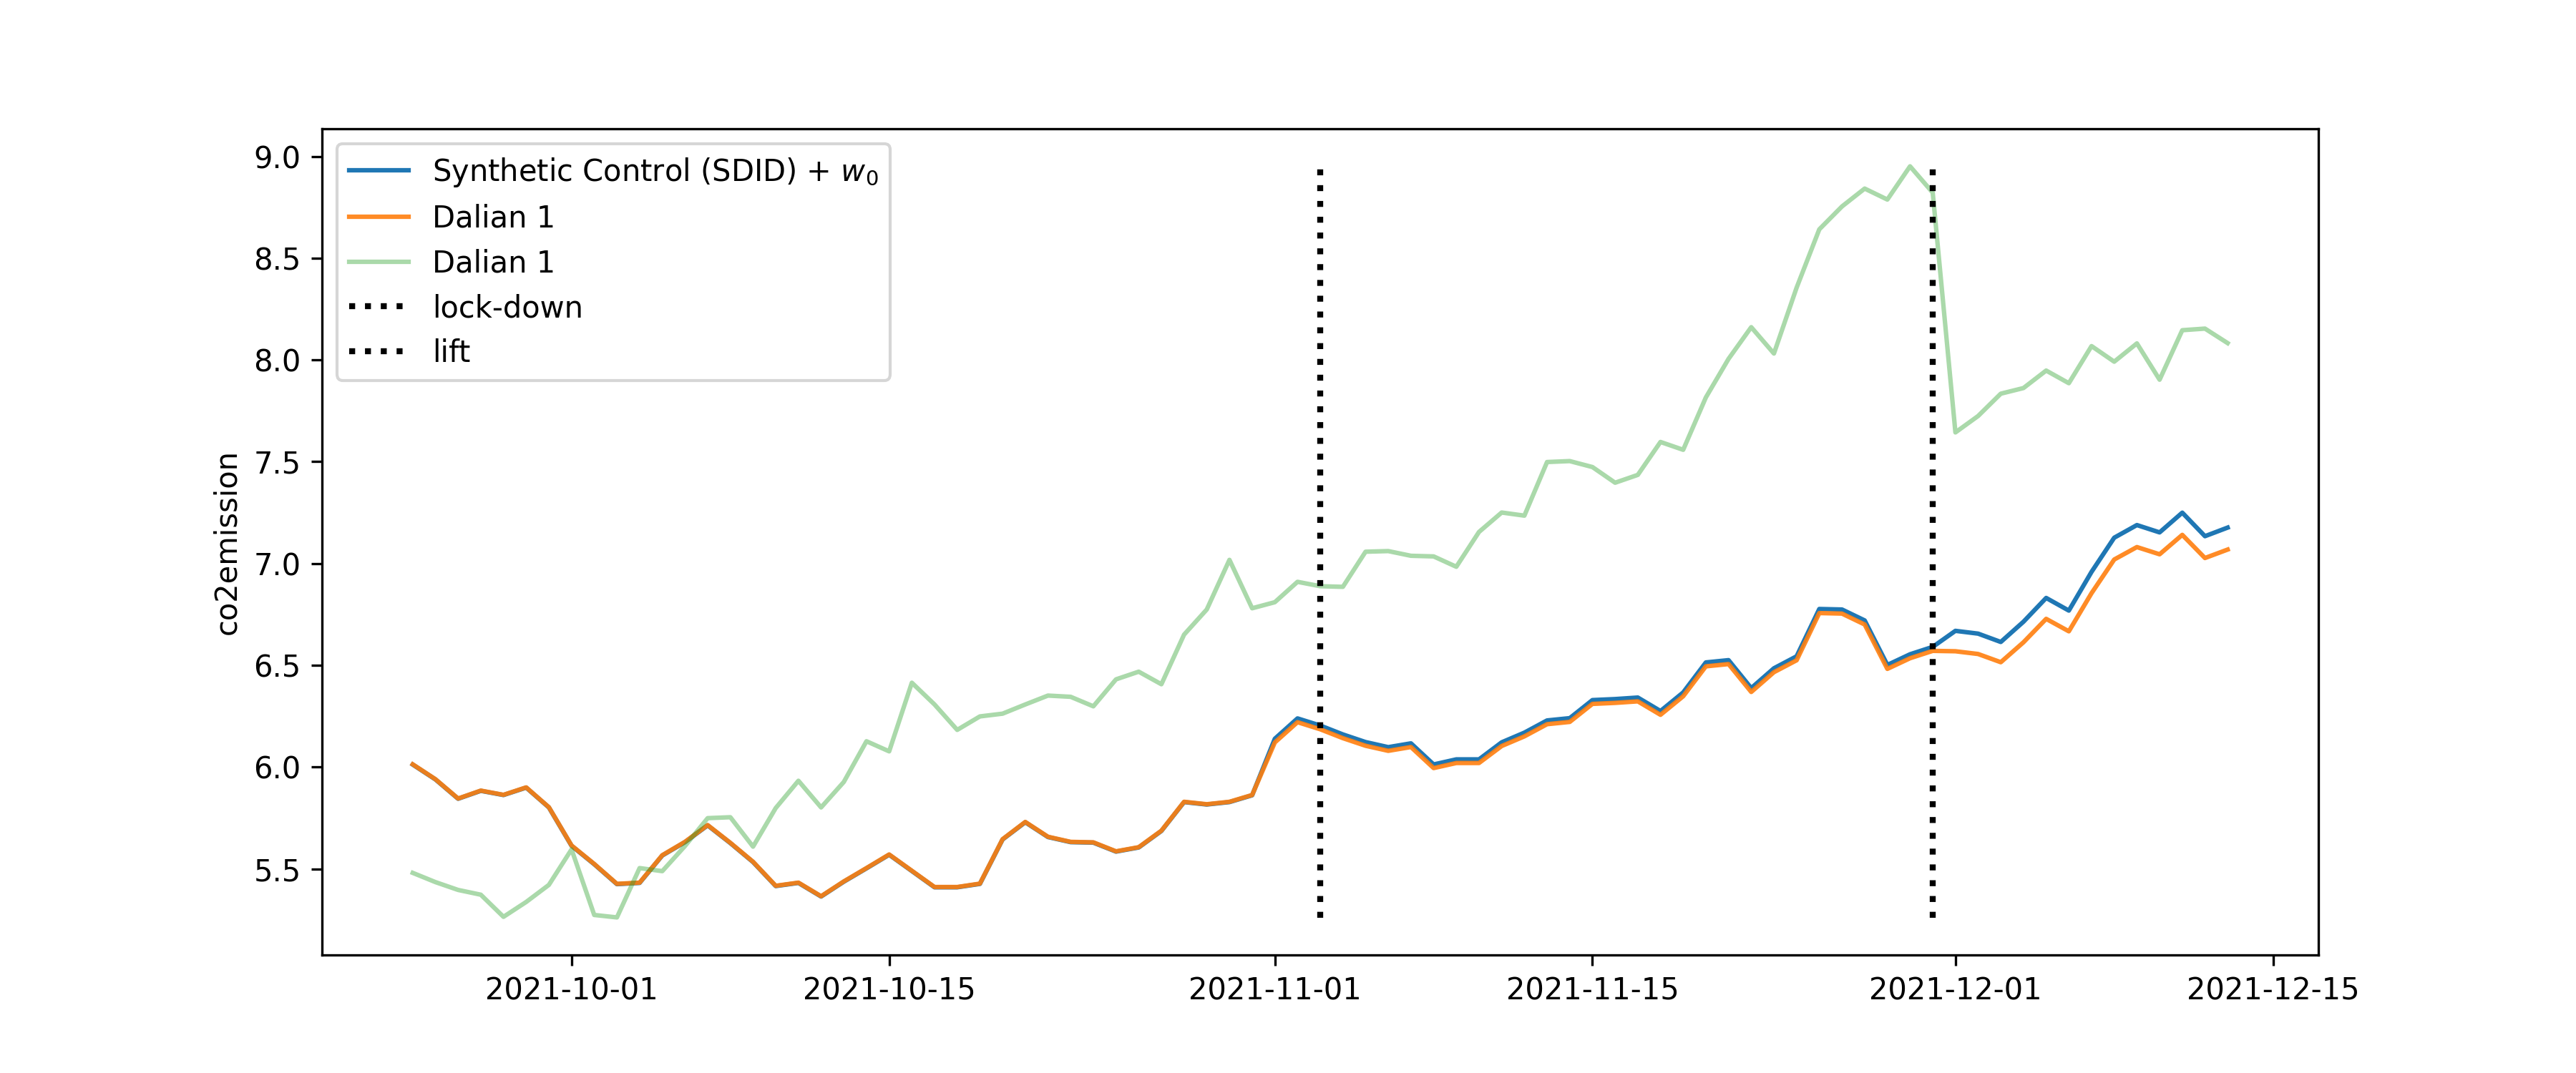 Synthetic Control (SDID) + w₀
Dalian 1
Dalian 1
lock-down
lift
co2emission
9.0
8.5
8.0
7.5
7.0
6.5
6.0
5.5
2021-10-01
2021-10-15
2021-11-01
2021-11-15
2021-12-01
2021-12-15